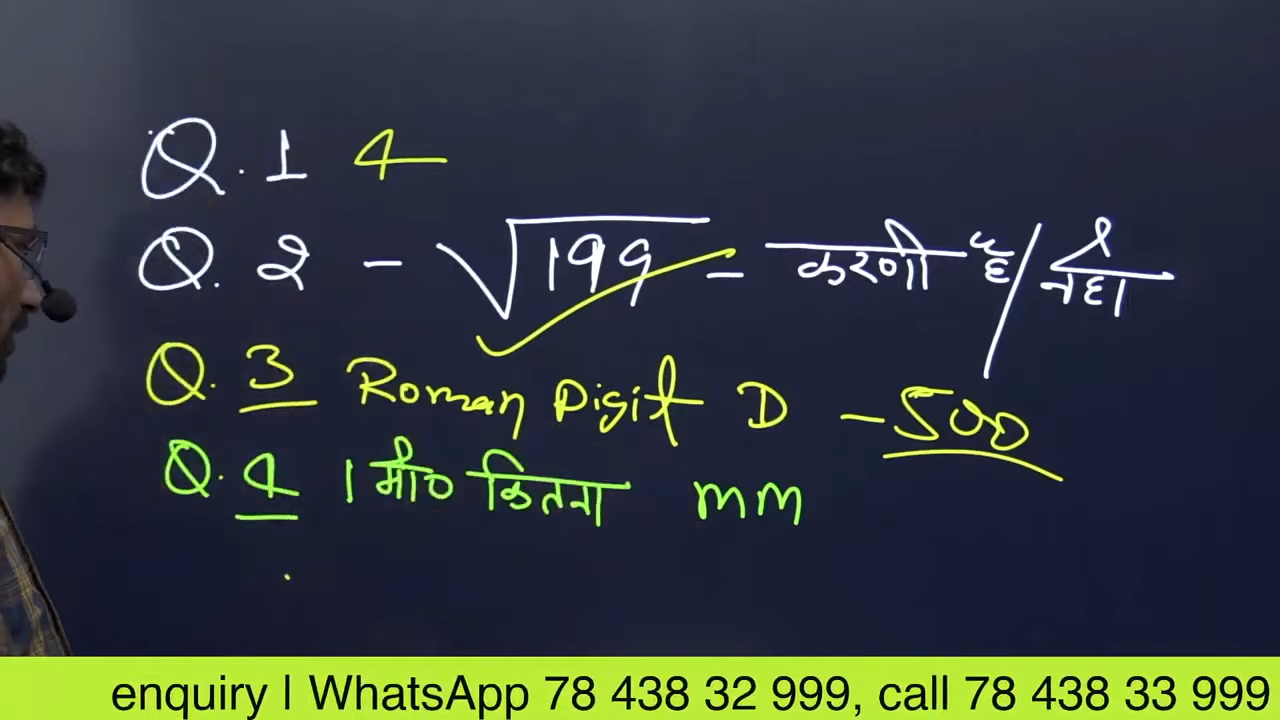 Q. 1 4
Q. २ - √199 - करणी है / नहीं
Q. 3 Roman Digit D - 500
Q. 4 1 मी० कितना mm
enquiry | WhatsApp 78 438 32 999, call 78 438 33 999